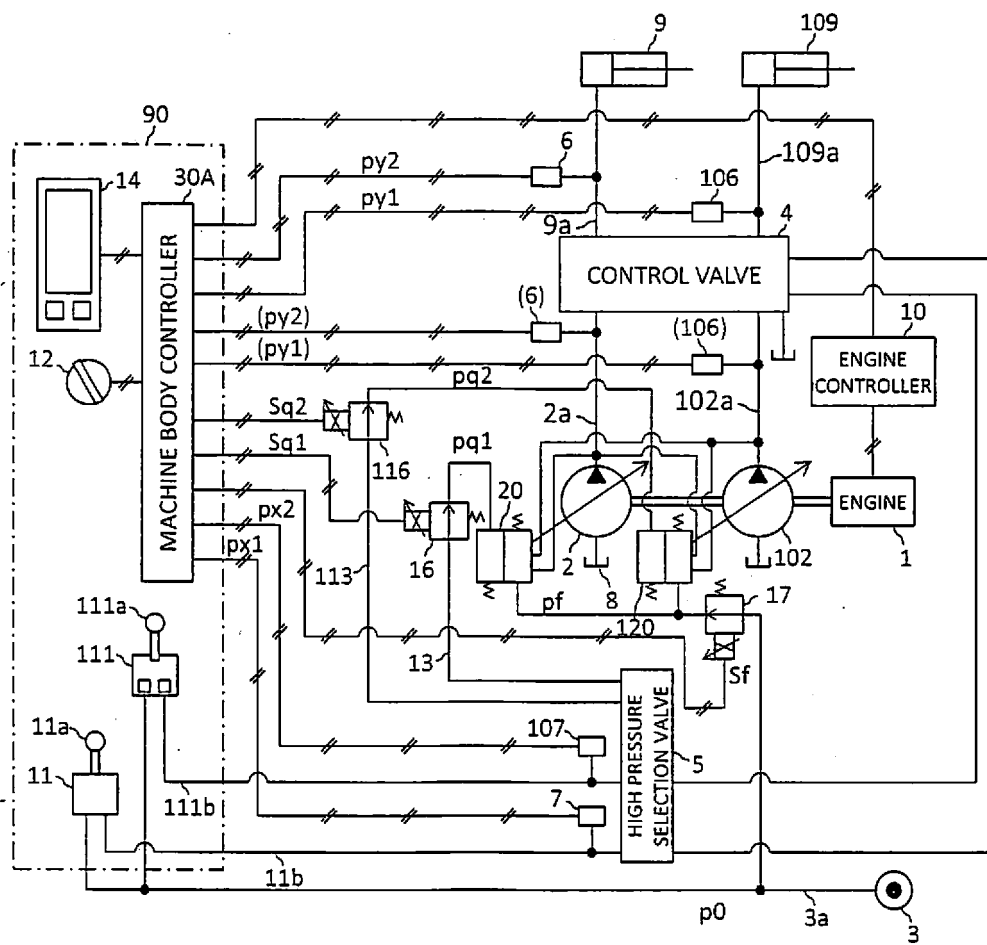 9
109
90
14
30A
py2
6
109a
py1
106
9a
4
CONTROL VALVE
MACHINE BODY CONTROLLER
(py2)
(6)
(py1)
(106)
10
ENGINE
CONTROLLER
12
pq2
2a
102a
Sq2
116
Sq1
pq1
20
ENGINE
16
2
102
1
px2
113
8
17
px1
pf
120
111a
111
13
Sf
107
HIGH PRESSURE
SELECTION VALVE
5
11a
11
111b
7
11b
p0
3a
3